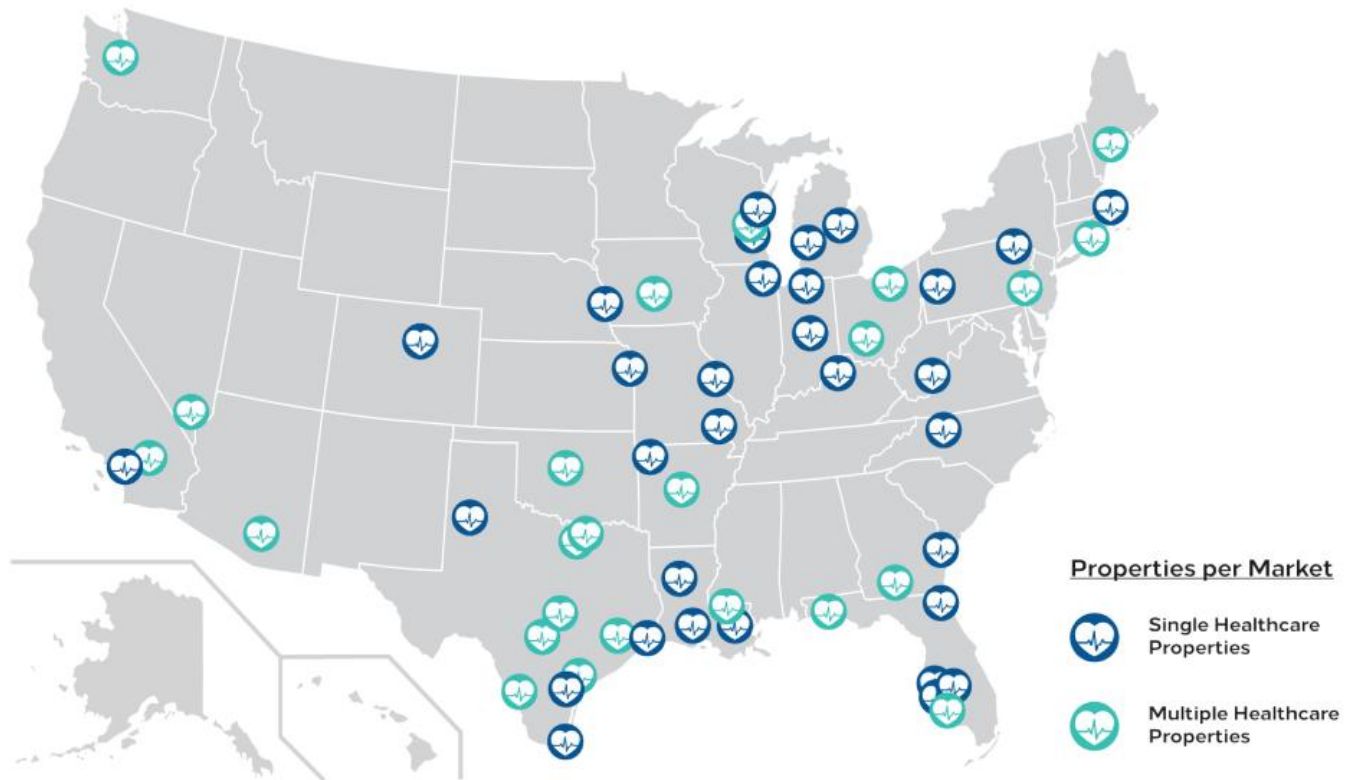 Properties per Market
Single Healthcare
Properties
Multiple Healthcare
Properties